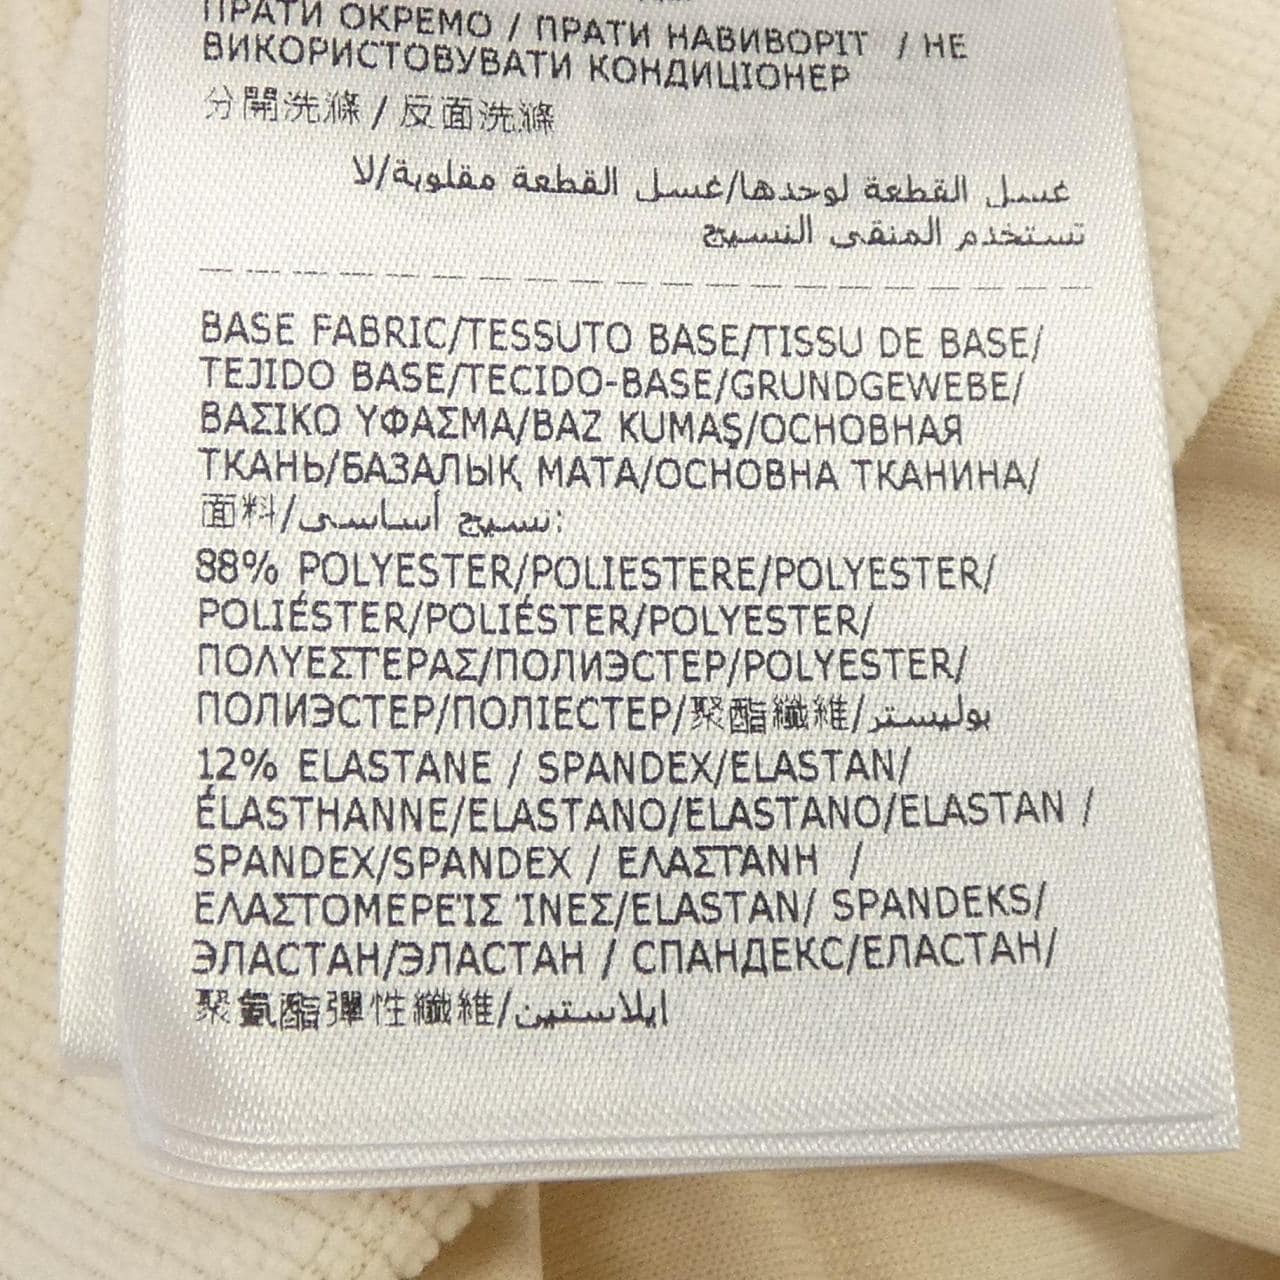 ПРАТИ ОКРЕМО / ПРАТИ НАВИВОРІТ / НЕ
ВИКОРИСТОВУВАТИ КОНДИЦІОНЕР
分開洗滌 / 反面洗滌
غسل القطعة لوحدها/غسل القطعة مقلوبة/لا
تستخدم المنقى النسيج
BASE FABRIC/TESSUTO BASE/TISSU DE BASE/
TEJIDO BASE/TECIDO-BASE/GRUNDGEWEBE/
ΒΑΣΙΚΟ ΥΦΑΣΜΑ/BAZ KUMAŞ/ОСНОВНАЯ
ТКАНЬ/БАЗАЛЫҚ МАТА/ОСНОВНА ТКАНИНА/
面料/نسيج أساسى:
88% POLYESTER/POLIESTERE/POLYESTER/
POLIÉSTER/POLIÉSTER/POLYESTER/
ΠΟΛΥΕΣΤΈΡΑΣ/ПОЛИЭСТЕР/POLYESTER/
ПОЛИЭСТЕР/ПОЛІЕСТЕР/聚酯纖維/بوليستر
12% ELASTANE / SPANDEX/ELASTAN/
ÉLASTHANNE/ELASTANO/ELASTANO/ELASTAN /
SPANDEX/SPANDEX / ΕΛΑΣΤΆΝΗ /
ΕΛΑΣΤΟΜΕΡΕΊΣ ΊΝΕΣ/ELASTAN/ SPANDEKS/
ЭЛАСТАН/ЭЛАСТАН / СПАНДЕКС/ЕЛАСТАН/
聚氨酯彈性纖維/ايلاستين